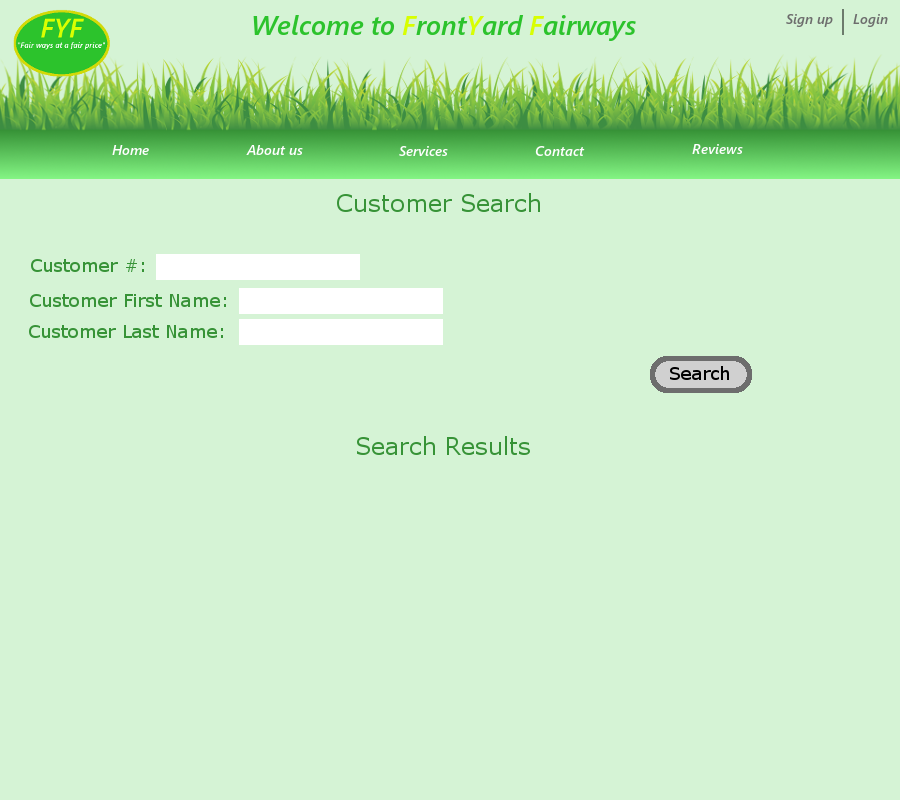 FYF
"Fair ways at a fair price"
Welcome to FrontYard Fairways
Sign up
Login
Home
About us
Services
Contact
Reviews
Customer Search
Customer #:
Customer First Name:
Customer Last Name:
Search
Search Results